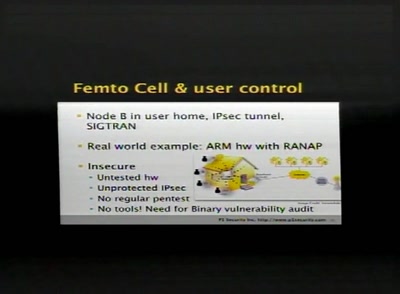 Femto Cell & user control
Node B in user home, IPsec tunnel,
SIGTRAN
Real world example: ARM hw with RANAP
Insecure
- Untested hw
- Unprotected IPsec
- No regular pentest
- No tools! Need for Binary vulnerability audit
P1 Security Inc, http://www.p1security.com